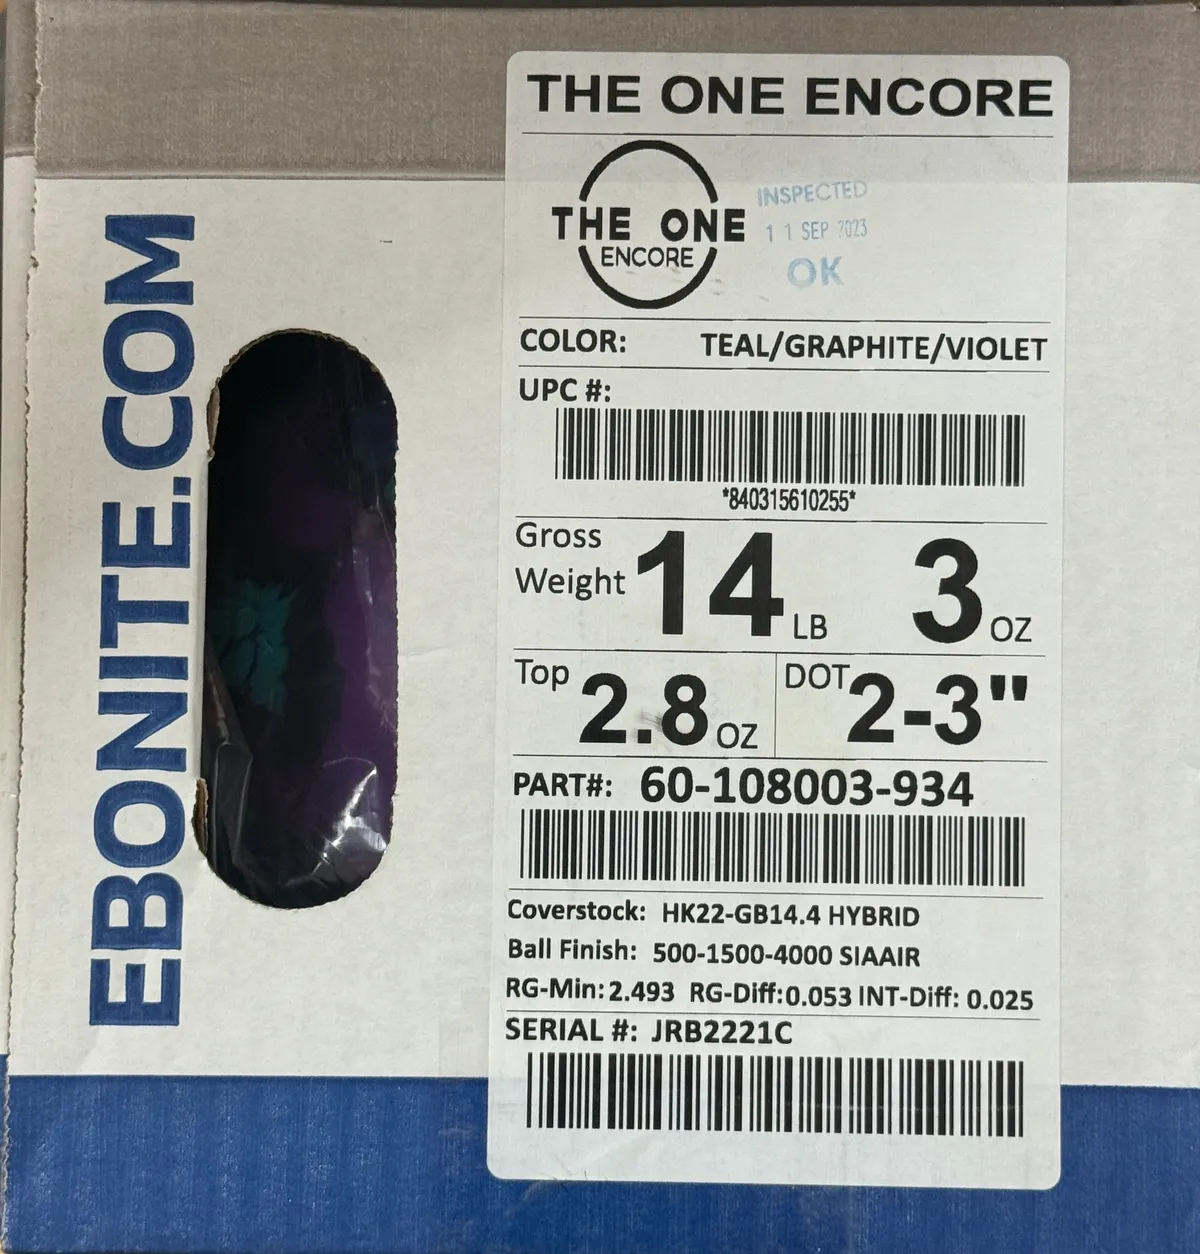 EBONITE.COM
THE ONE ENCORE
THE ONE
ENCORE
INSPECTED
11 SEP 2023
OK
COLOR: TEAL/GRAPHITE/VIOLET
UPC #:
*840315610255*
Gross
Weight 14 LB 3 OZ
Top 2.8 OZ DOT 2-3"
PART#: 60-108003-934
Coverstock: HK22-GB14.4 HYBRID
Ball Finish: 500-1500-4000 SIAAIR
RG-Min: 2.493 RG-Diff: 0.053 INT-Diff: 0.025
SERIAL #: JRB2221C